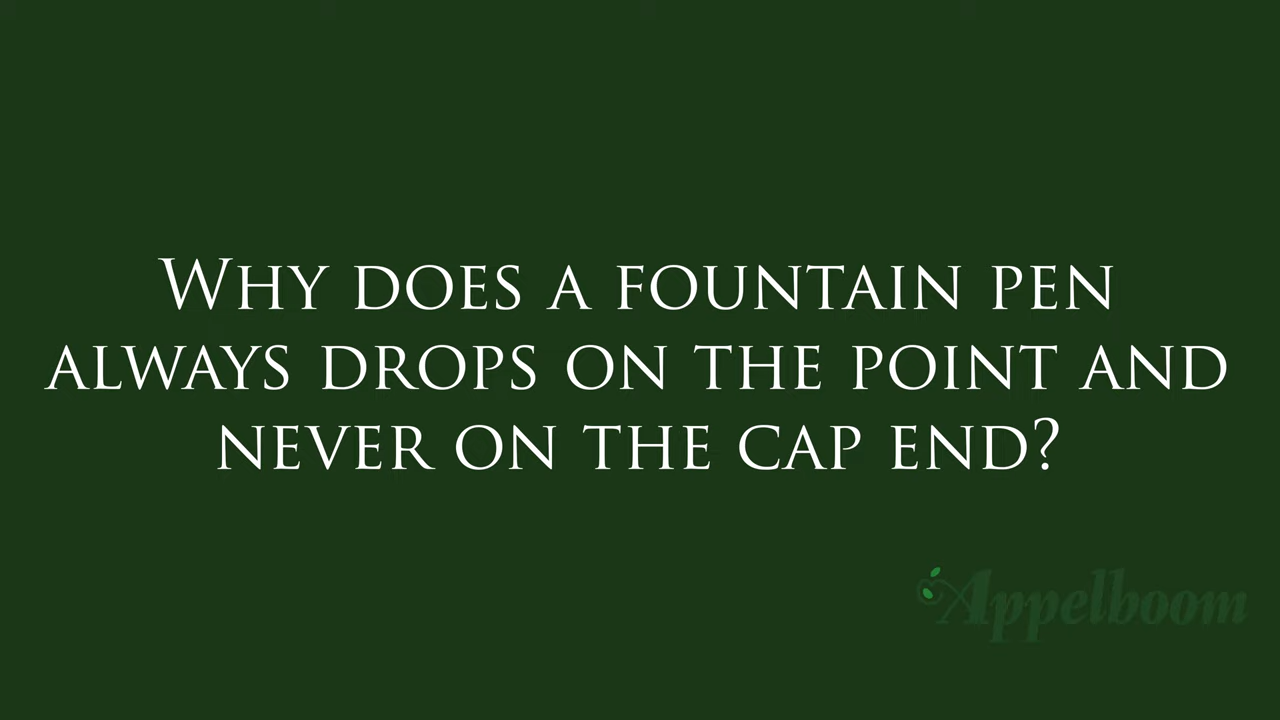 Why does a fountain pen
always drops on the point and
never on the cap end?
Appelboom